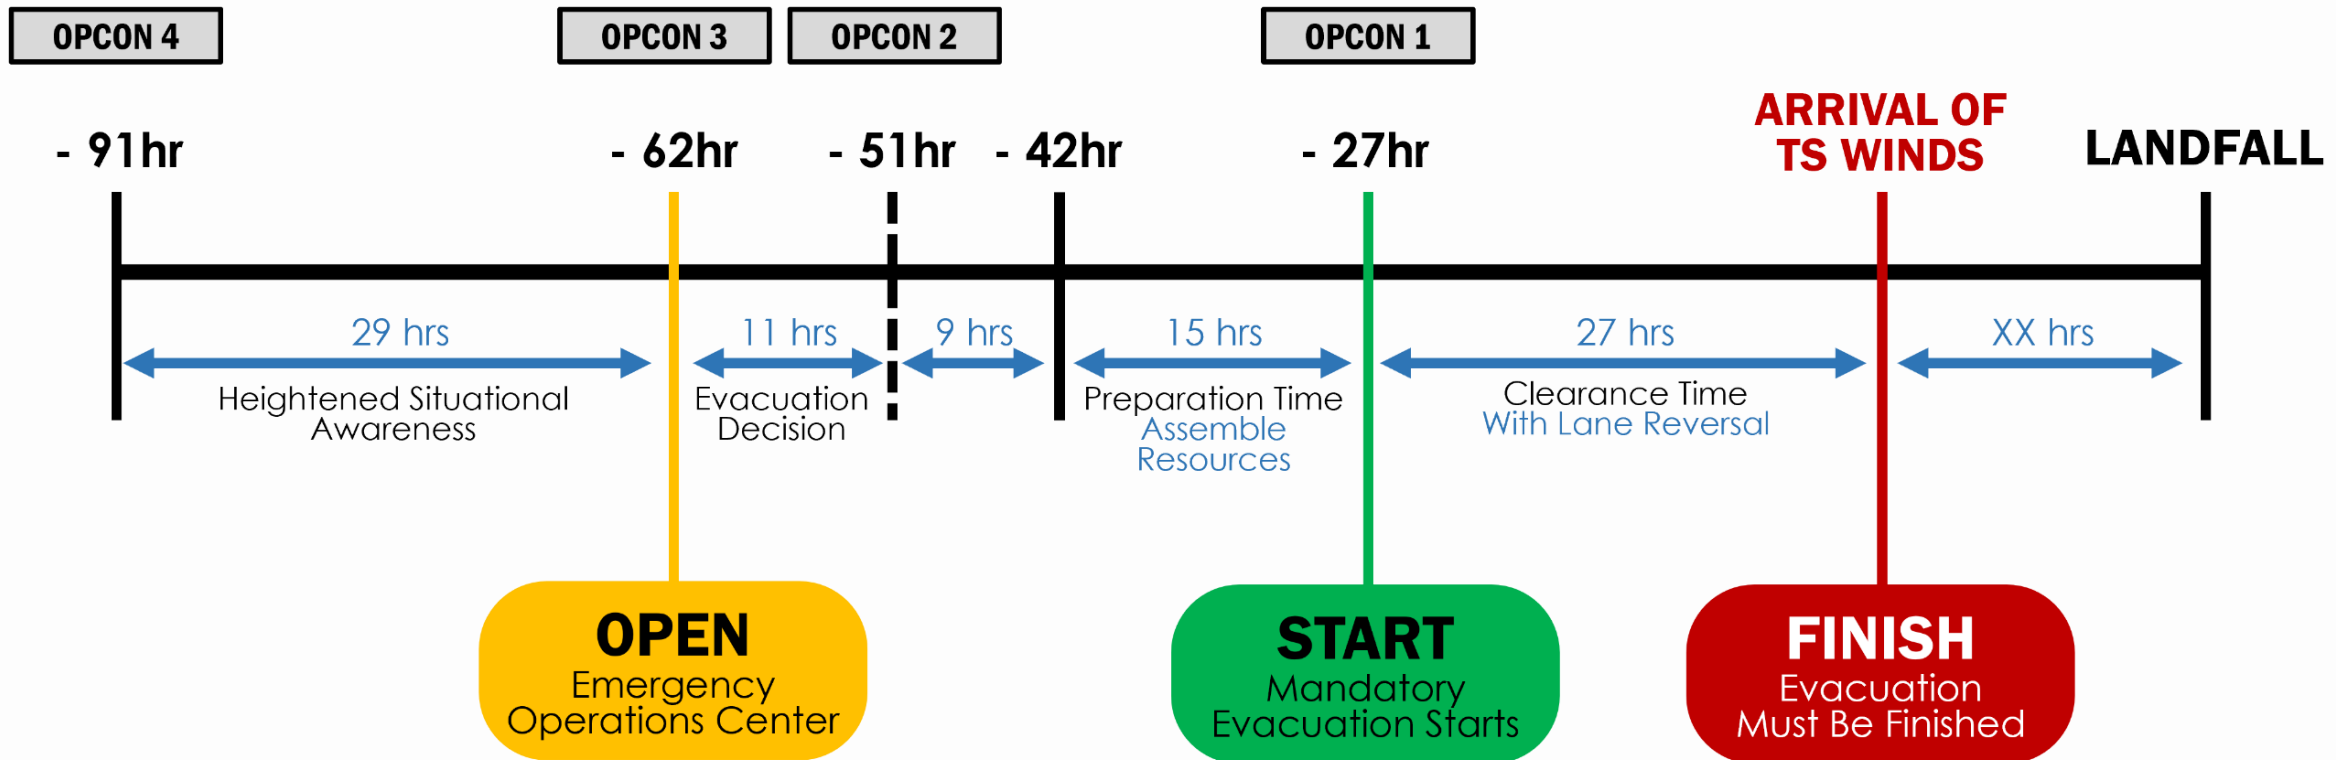 OPCON 4
OPCON 3
OPCON 2
OPCON 1
- 91hr
- 62hr
- 51hr
- 42hr
- 27hr
ARRIVAL OF
TS WINDS
LANDFALL
29 hrs
11 hrs
9 hrs
15 hrs
27 hrs
XX hrs
Heightened Situational
Awareness
Evacuation
Decision
Preparation Time
Assemble
Resources
Clearance Time
With Lane Reversal
OPEN
Emergency
Operations Center
START
Mandatory
Evacuation Starts
FINISH
Evacuation
Must Be Finished